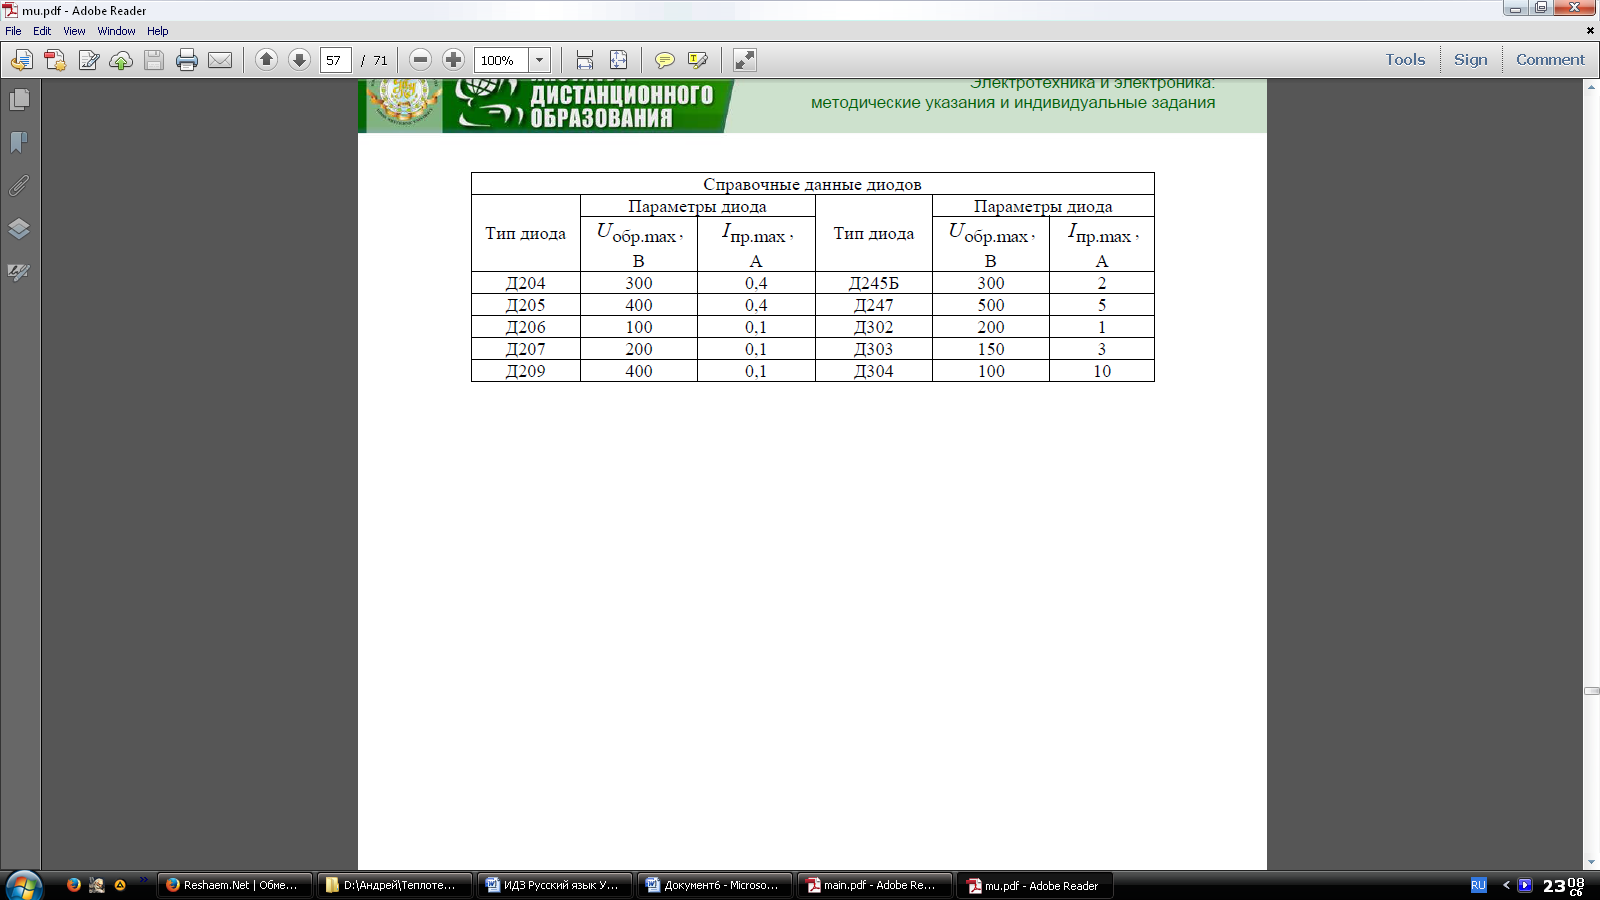 mu.pdf - Adobe Reader
File Edit View Window Help
57 / 71 100% Tools Sign Comment
Электротехника и электроника:
методические указания и индивидуальные задания
ДИСТАНЦИОННОГО
ОБРАЗОВАНИЯ
Справочные данные диодов
Тип диода Параметры диода Тип диода Параметры диода
Uобр.max, В Iпр.max, А Uобр.max, В Iпр.max, А
Д204 300 0,4 Д245Б 300 2
Д205 400 0,4 Д247 500 5
Д206 100 0,1 Д302 200 1
Д207 200 0,1 Д303 150 3
Д209 400 0,1 Д304 100 10
Reshaem.Net | Обме... D:\Андрей\Теплоте... ИДЗ Русский язык У... Документ6 - Microso... main.pdf - Adobe Re... mu.pdf - Adobe Reader RU 23 08 Сб